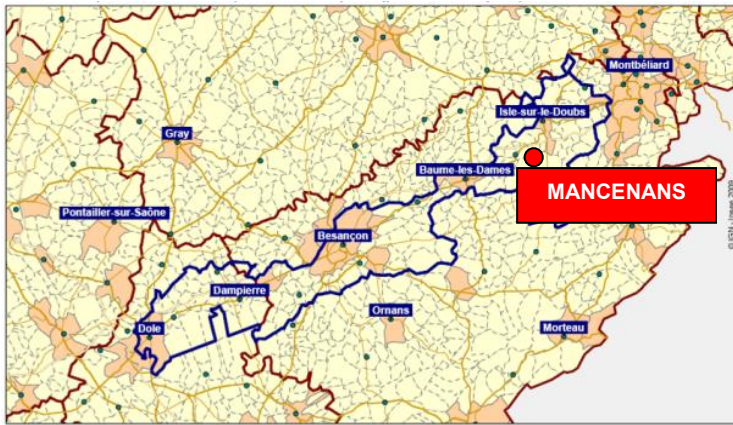 Montbéliard
Isle-sur-le-Doubs
Gray
Baume-les-Dames
MANCENANS
Pontailler-sur-Saône
Besançon
Dampierre
Ornans
Dole
Morteau